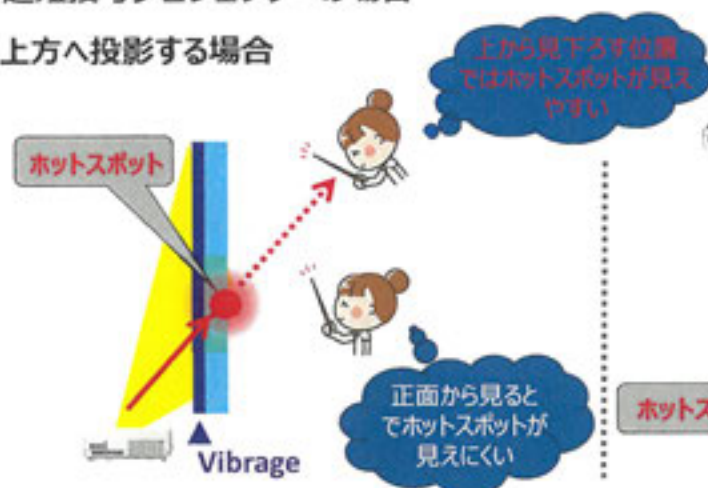 上方へ投影する場合
上から見下ろす位置
ではホットスポットが見え
やすい
ホットスポット
正面から見ると
でホットスポットが
見えにくい
ホットス
Vibrage